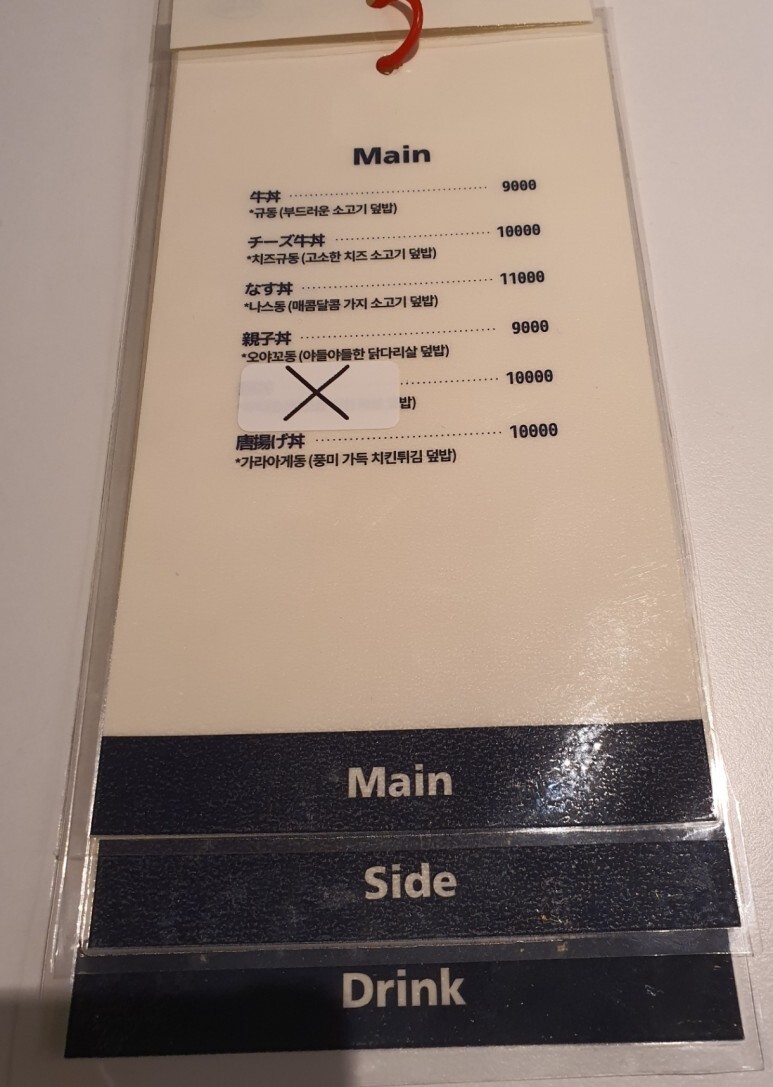 Main
牛丼 9000
*규동 (부드러운 소고기 덮밥)
チーズ牛丼 10000
*치즈규동 (고소한 치즈 소고기 덮밥)
なす丼 11000
*나스동 (매콤달콤 가지 소고기 덮밥)
親子丼 9000
*오야꼬동 (야들야들한 닭다리살 덮밥)
10000
밥)
唐揚げ丼 10000
*가라아게동 (풍미 가득 치킨튀김 덮밥)
Main
Side
Drink